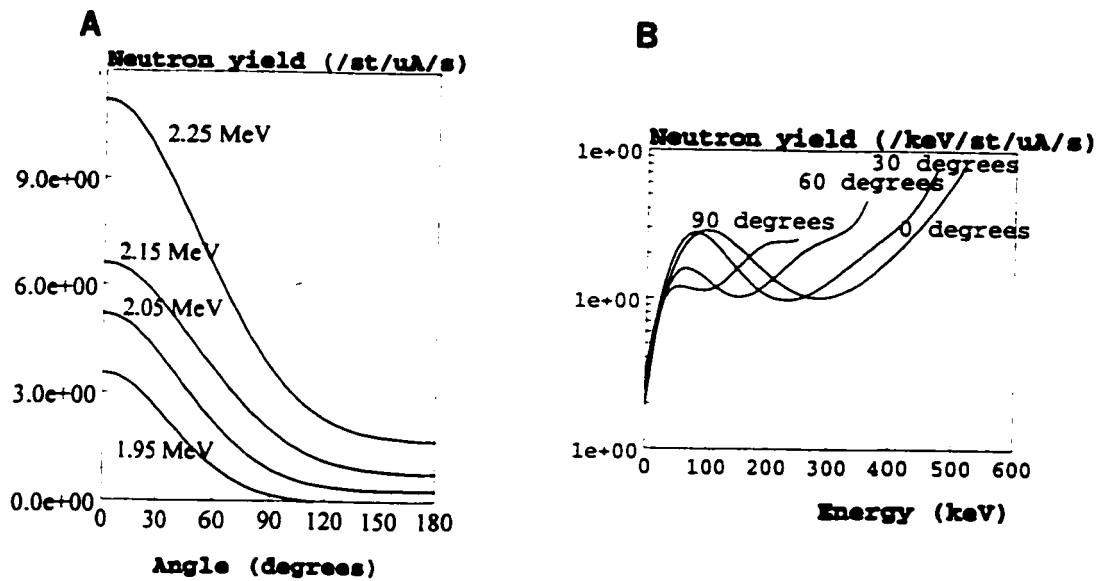 A
Neutron yield (/st/uA/s)
2.25 MeV
9.0e+00
2.15 MeV
6.0e+00
2.05 MeV
3.0e+00
1.95 MeV
0.0e+00
0 30 60 90 120 150 180
Angle (degrees)
B
Neutron yield (/keV/st/uA/s)
1e+00
30 degrees
60 degrees
90 degrees
0 degrees
1e+00
1e+00
0 100 200 300 400 500 600
Energy (keV)